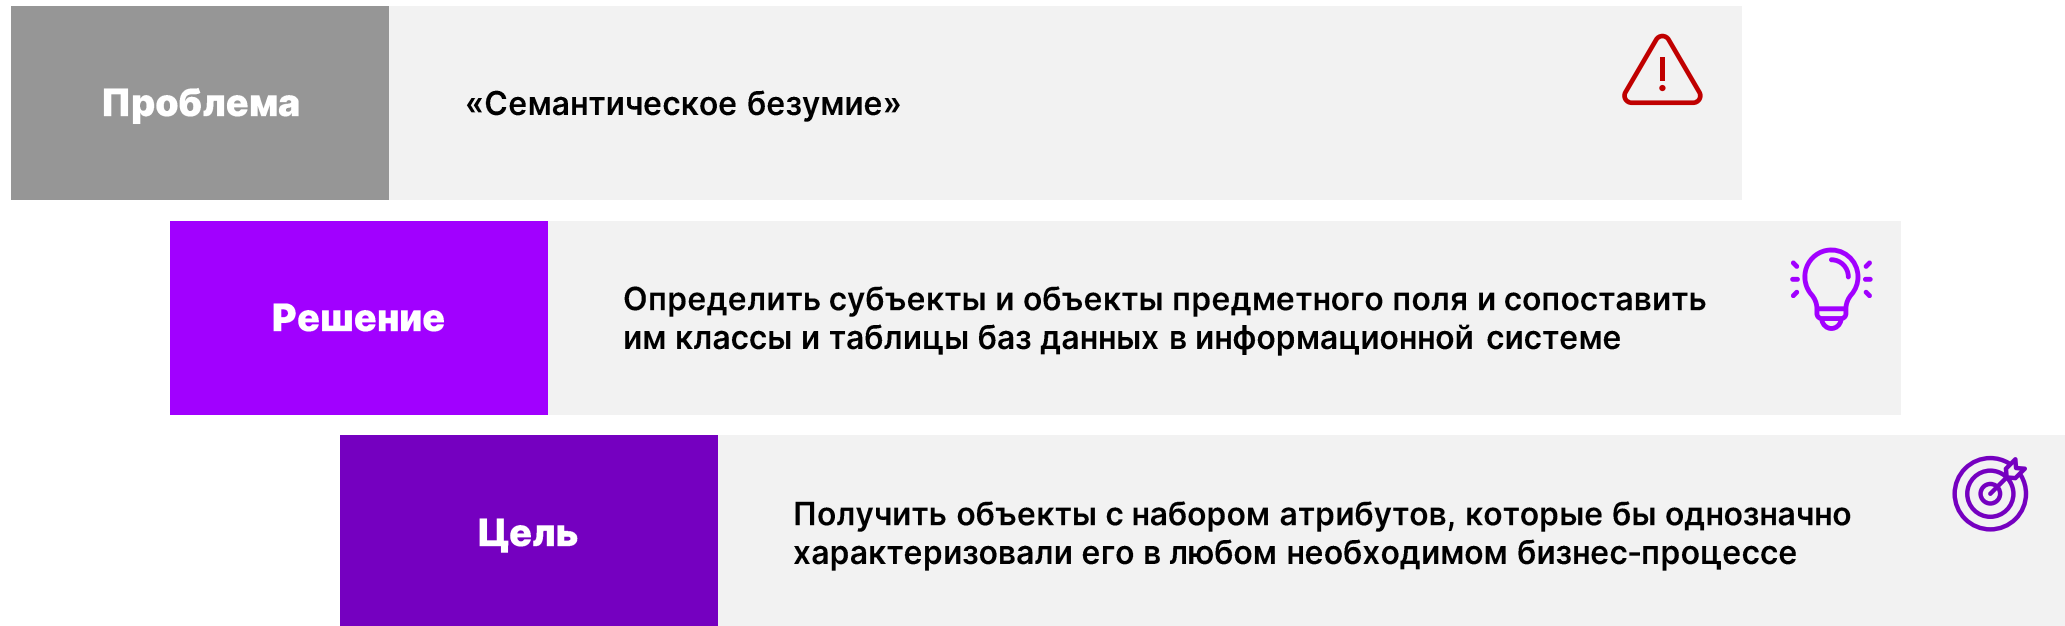 Проблема
«Семантическое безумие»
Решение
Определить субъекты и объекты предметного поля и сопоставить
им классы и таблицы баз данных в информационной системе
Цель
Получить объекты с набором атрибутов, которые бы однозначно
характеризовали его в любом необходимом бизнес-процессе